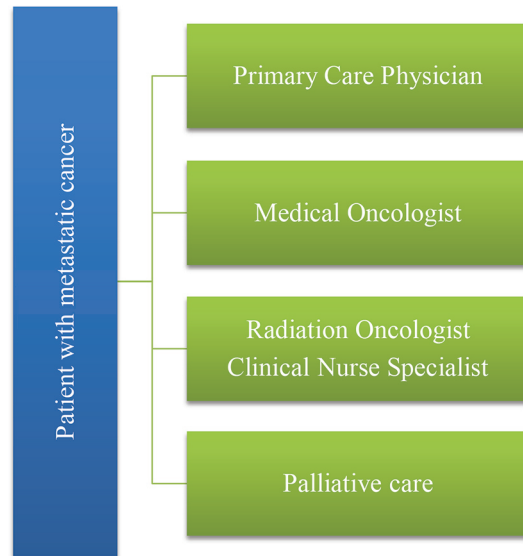 Patient with metastatic cancer
Primary Care Physician
Medical Oncologist
Radiation Oncologist
Clinical Nurse Specialist
Palliative care